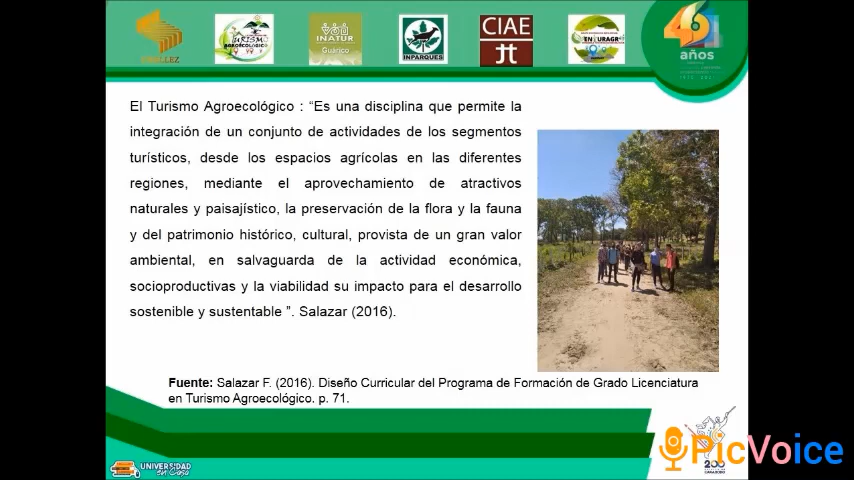 TURISMO
AGROECOLÓGICO
INATUR
Guárico
INPARQUES
CIAE
46
años
El Turismo Agroecológico : “Es una disciplina que permite la
integración de un conjunto de actividades de los segmentos
turísticos, desde los espacios agrícolas en las diferentes
regiones, mediante el aprovechamiento de atractivos
naturales y paisajístico, la preservación de la flora y la fauna
y del patrimonio histórico, cultural, provista de un gran valor
ambiental, en salvaguarda de la actividad económica,
socioproductivas y la viabilidad su impacto para el desarrollo
sostenible y sustentable ”. Salazar (2016).
Fuente: Salazar F. (2016). Diseño Curricular del Programa de Formación de Grado Licenciatura
en Turismo Agroecológico. p. 71.
UNIVERSIDAD
en Casa
200
PicVoice